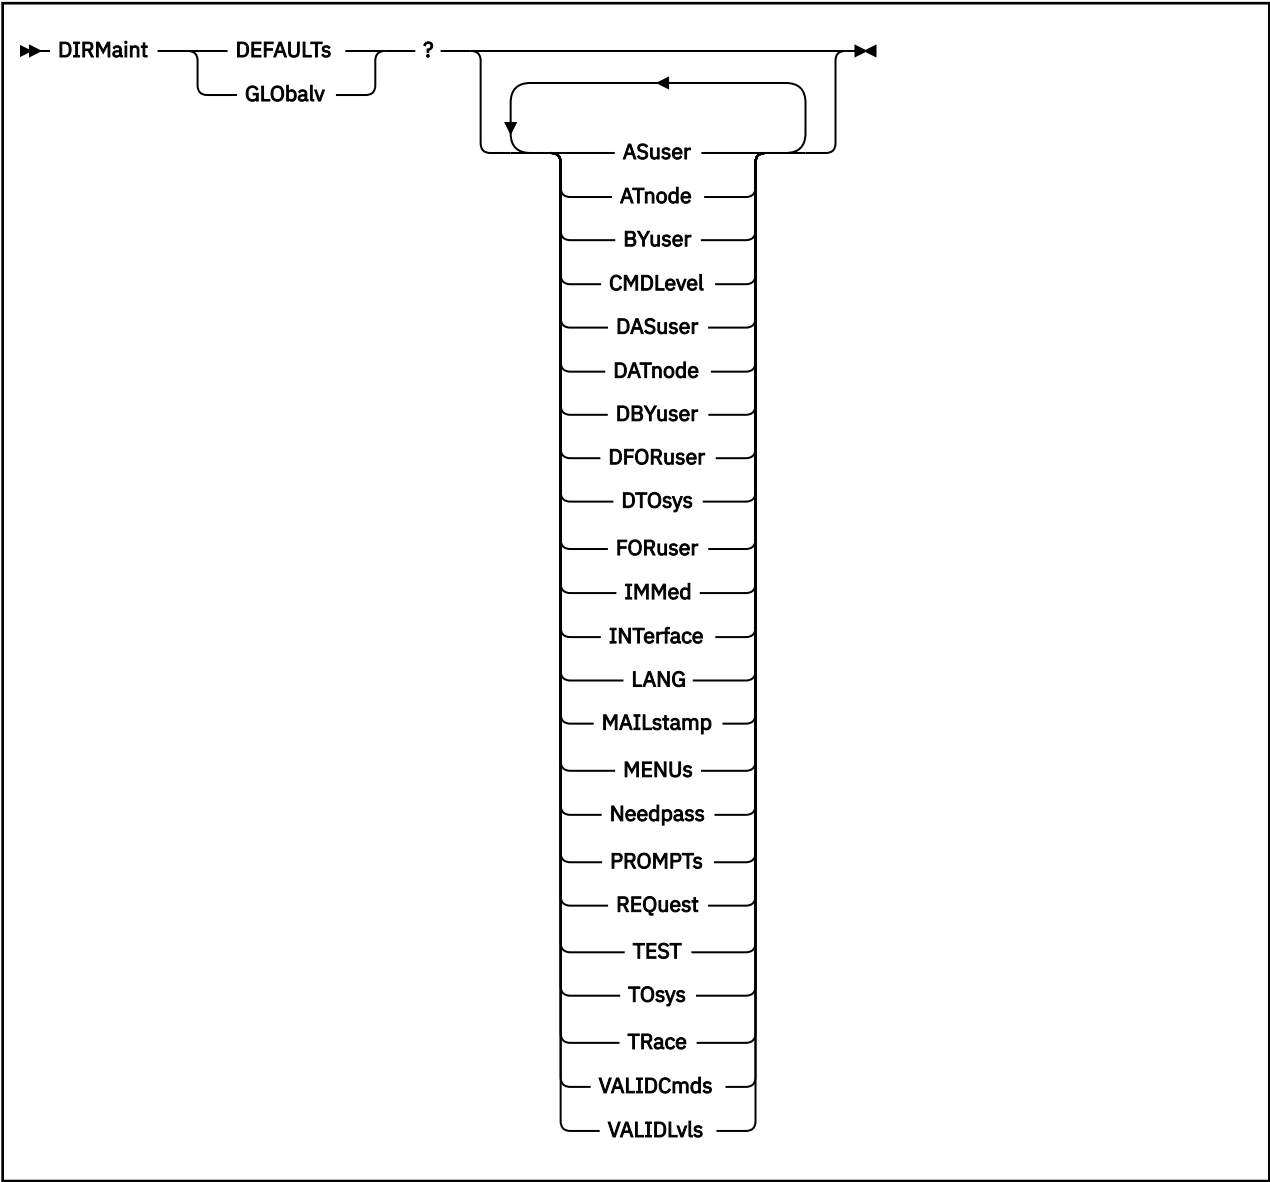 DIRMaint DEFAULTs ?
GLObalv
ASuser
ATnode
BYuser
CMDLevel
DASuser
DATnode
DBYuser
DFORuser
DTOsys
FORuser
IMMed
INTerface
LANG
MAILstamp
MENUs
Needpass
PROMPTs
REQuest
TEST
TOsys
TRace
VALIDCmds
VALIDLvls